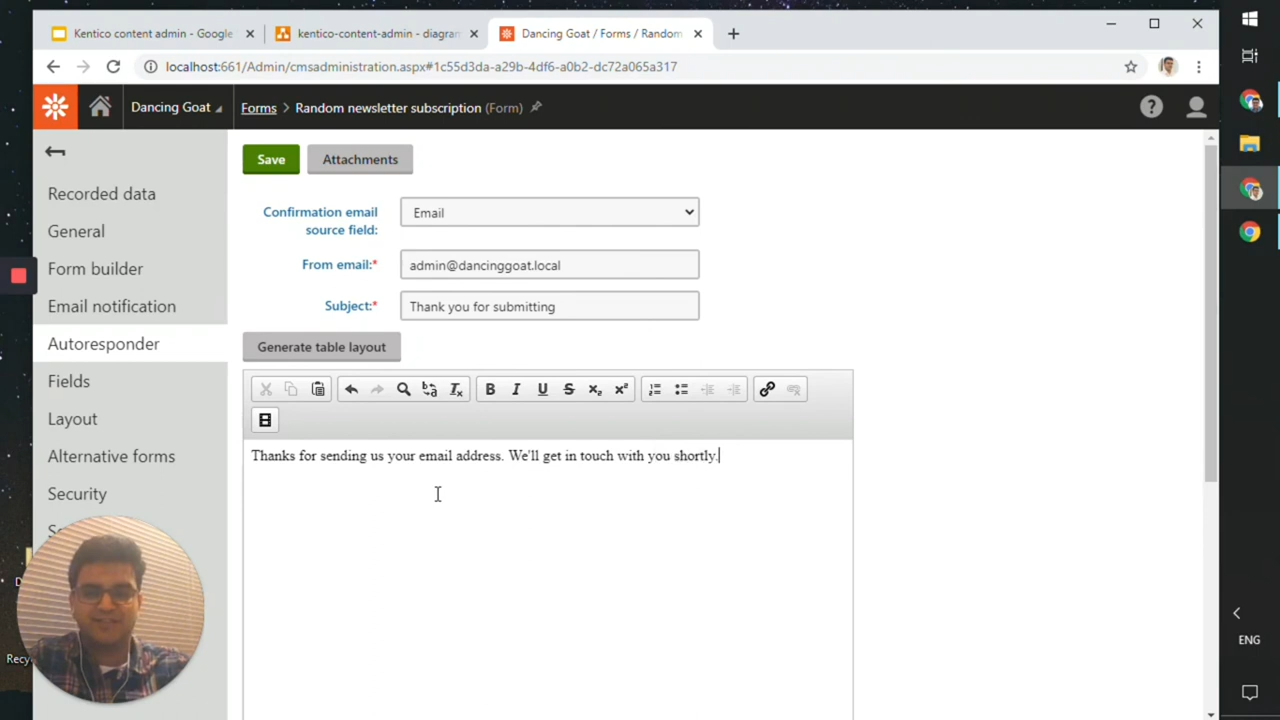 Kentico content admin - Google
kentico-content-admin - diagram
Dancing Goat / Forms / Random
localhost:661/Admin/cmsadministration.aspx#1c55d3da-a29b-4df6-a0b2-dc72a065a317
Dancing Goat
Forms > Random newsletter subscription (Form)
Save
Attachments
Recorded data
General
Form builder
Email notification
Autoresponder
Fields
Layout
Alternative forms
Security
Confirmation email
source field:
Email
From email:*
admin@dancinggoat.local
Subject:*
Thank you for submitting
Generate table layout
Thanks for sending us your email address. We'll get in touch with you shortly.
ENG